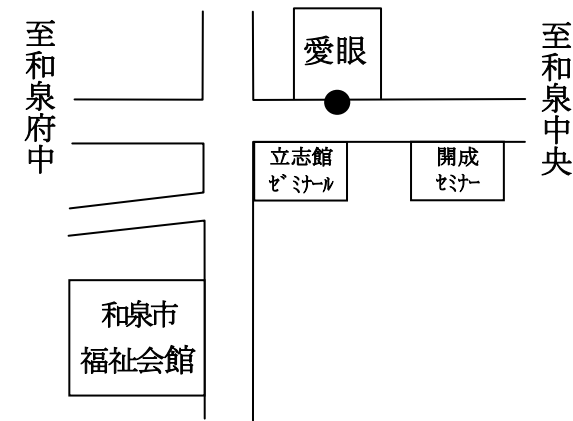 至和泉府中
愛眼
至和泉中央
立志館
ゼミナール
開成
セミナー
和泉市
福祉会館